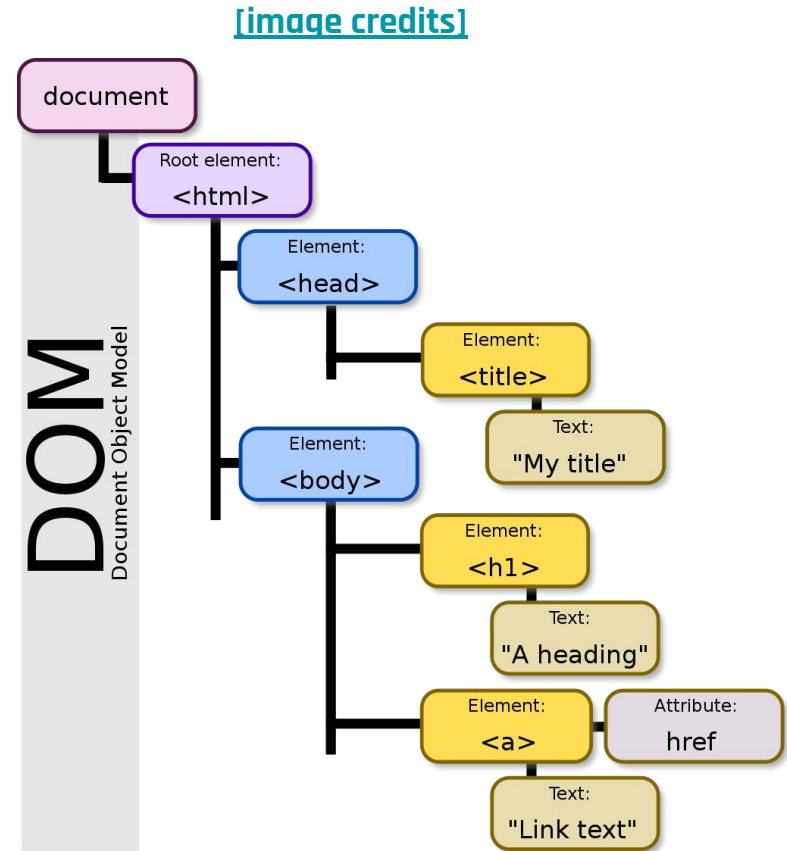 [image credits]
document
Root element:
<html>
Element:
<head>
Element:
<title>
Text:
"My title"
Element:
<body>
Element:
<h1>
Text:
"A heading"
Element:
<a>
Attribute:
href
Text:
"Link text"
DOM
Document Object Model